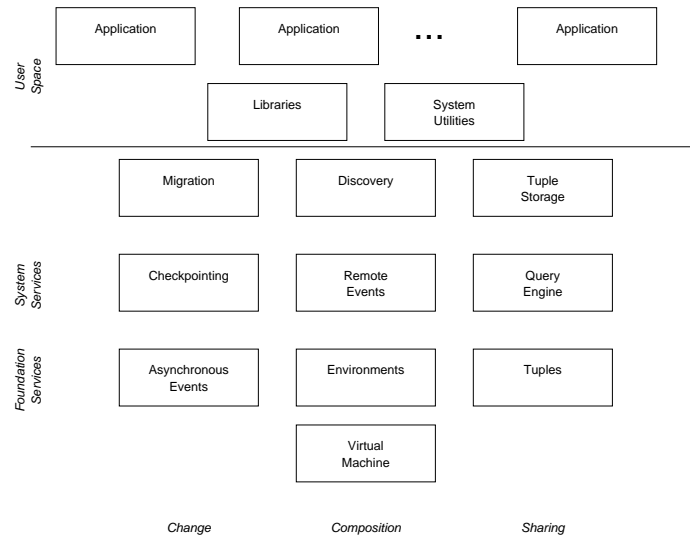 Application
Application
...
Application
User
Space
Libraries
System
Utilities
Migration
Discovery
Tuple
Storage
System
Services
Checkpointing
Remote
Events
Query
Engine
Foundation
Services
Asynchronous
Events
Environments
Tuples
Virtual
Machine
Change
Composition
Sharing